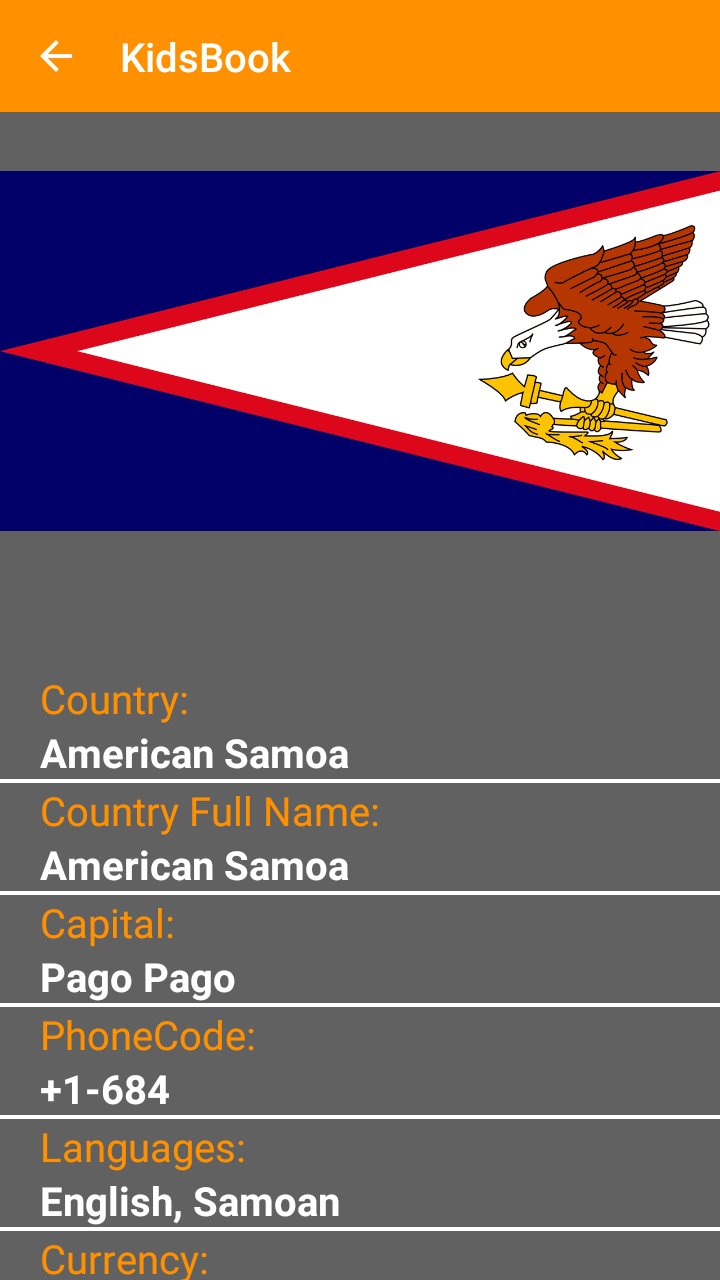 KidsBook
Country:
American Samoa
Country Full Name:
American Samoa
Capital:
Pago Pago
PhoneCode:
+1-684
Languages:
English, Samoan
Currency: